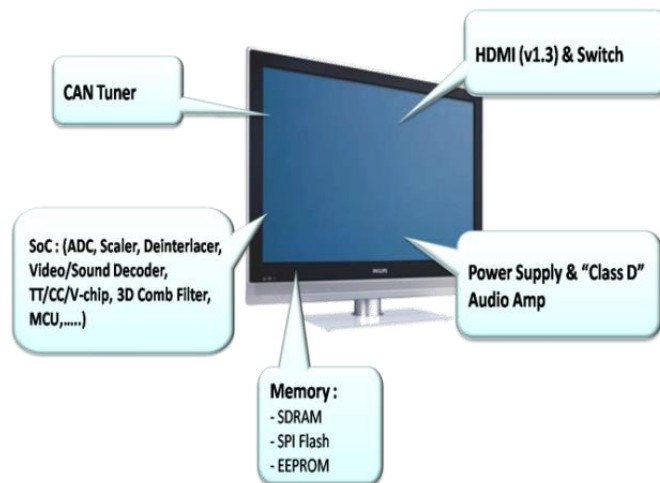 HDMI (v1.3) & Switch
CAN Tuner
SoC : (ADC, Scaler, Deinterlacer,
Video/Sound Decoder,
TT/CC/V-chip, 3D Comb Filter,
MCU,.....)
Power Supply & “Class D”
Audio Amp
PHILIPS
Memory :
- SDRAM
- SPI Flash
- EEPROM